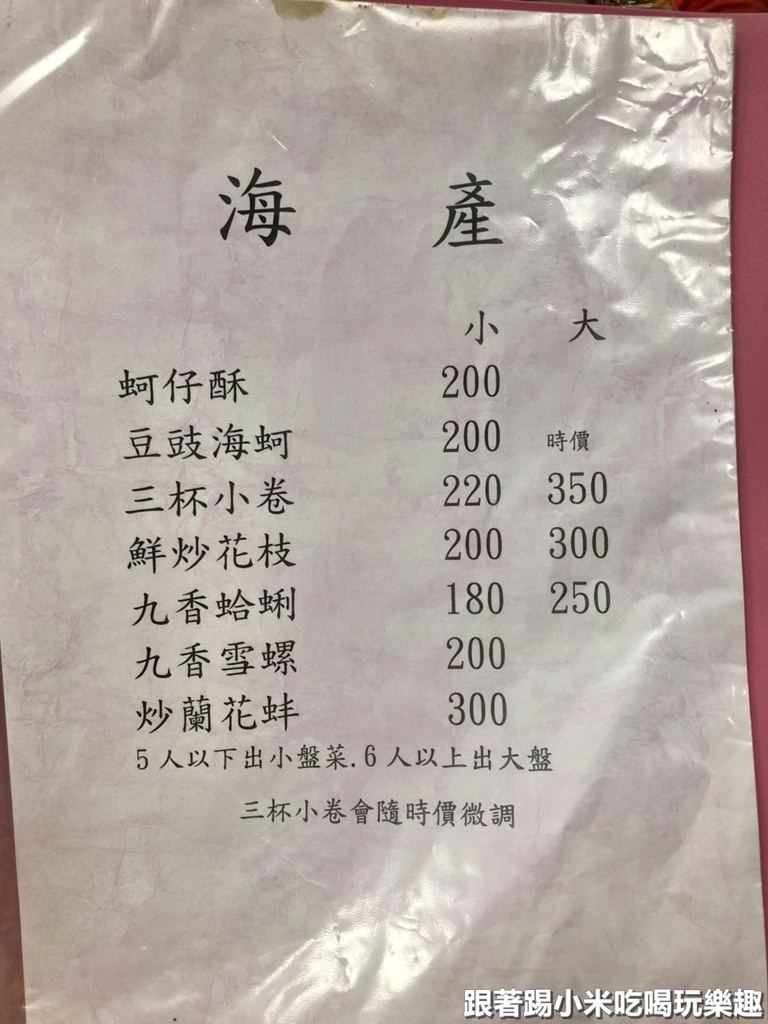 海 產
小 大
蚵仔酥 200
豆豉海蚵 200 時價
三杯小卷 220 350
鮮炒花枝 200 300
九香蛤蜊 180 250
九香雪螺 200
炒蘭花蚌 300
5人以下出小盤菜.6人以上出大盤
三杯小卷會隨時價微調
跟著踢小米吃喝玩樂趣